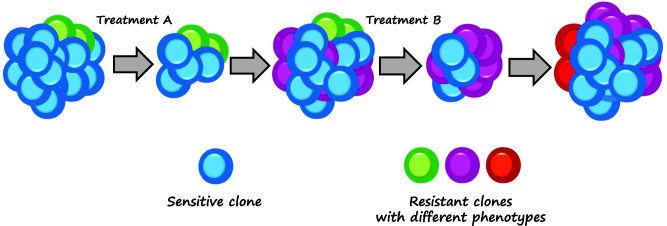 Treatment A
Treatment B
Sensitive clone
Resistant clones
with different phenotypes